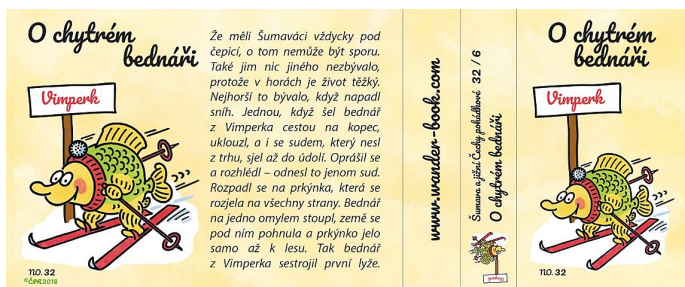 O chytrém
bednáři
Vimperk
no. 32
©ČPR 2018
Že měli Šumaváci vždycky pod
čepicí, o tom nemůže být sporu.
Také jim nic jiného nezbývalo,
protože v horách je život těžký.
Nejhorší to bývalo, když napadl
sníh. Jednou, když šel bednář
z Vimperka cestou na kopec,
uklouzl, a i se sudem, který nesl
z trhu, sjel až do údolí. Oprášil se
a rozhlédl – odnesl to jenom sud.
Rozpadl se na prkýnka, která se
rozjela na všechny strany. Bednář
na jedno omylem stoupl, země se
pod ním pohnula a prkýnko jelo
samo až k lesu. Tak bednář
z Vimperka sestrojil první lyže.
www.wander-book.com
Šumava a jižní Čechy pohádkové 32 / 6
O chytrém bednáři
Vimperk
O chytrém
bednáři
Vimperk
no. 32